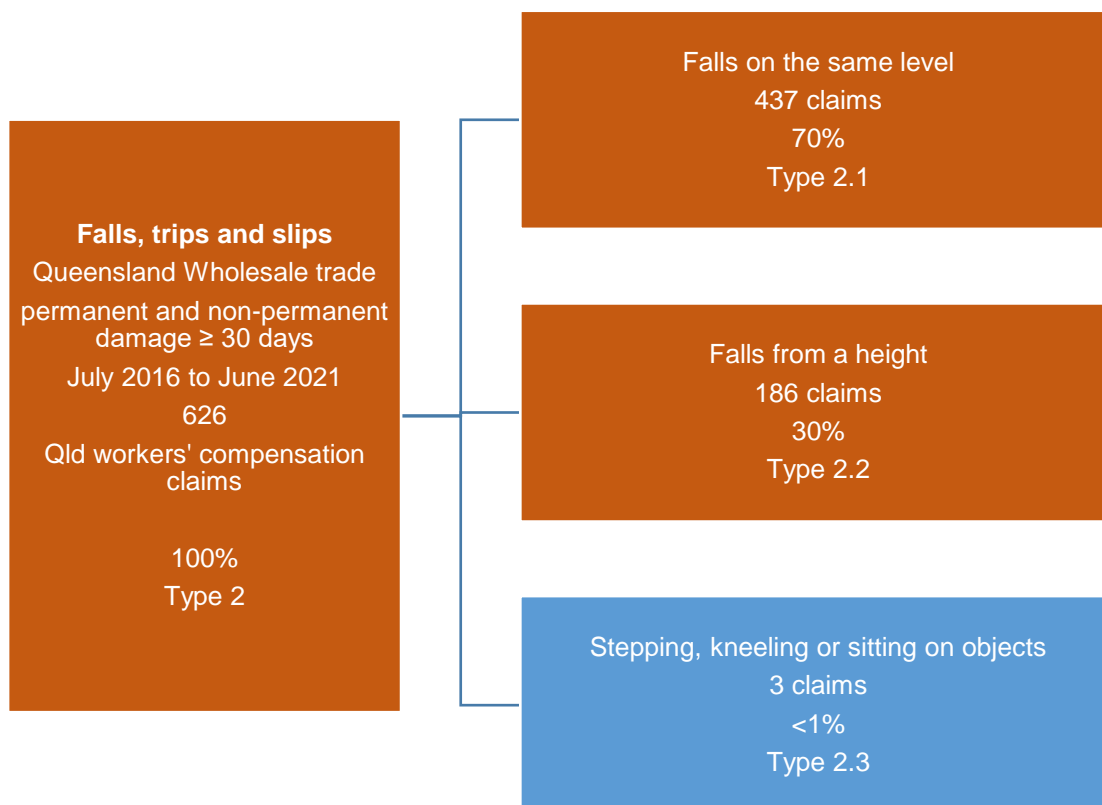 Falls, trips and slips
Queensland Wholesale trade
permanent and non-permanent
damage ≥ 30 days
July 2016 to June 2021
626
Qld workers' compensation
claims
100%
Type 2
Falls on the same level
437 claims
70%
Type 2.1
Falls from a height
186 claims
30%
Type 2.2
Stepping, kneeling or sitting on objects
3 claims
<1%
Type 2.3